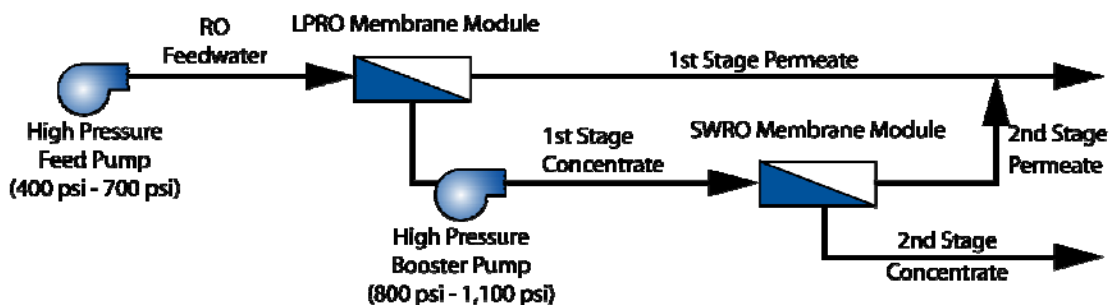 RO
Feedwater
LPRO Membrane Module
1st Stage Permeate
High Pressure
Feed Pump
(400 psi - 700 psi)
1st Stage
Concentrate
SWRO Membrane Module
2nd Stage
Permeate
High Pressure
Booster Pump
(800 psi - 1,100 psi)
2nd Stage
Concentrate